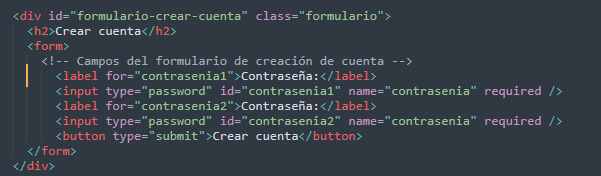 <div id="formulario-crear-cuenta" class="formulario">
<h2>Crear cuenta</h2>
<form>
<!-- Campos del formulario de creación de cuenta -->
<label for="contrasenia1">Contraseña:</label>
<input type="password" id="contrasenia1" name="contrasenia" required />
<label for="contrasenia2">Contraseña:</label>
<input type="password" id="contrasenia2" name="contrasenia" required />
<button type="submit">Crear cuenta</button>
</form>
</div>